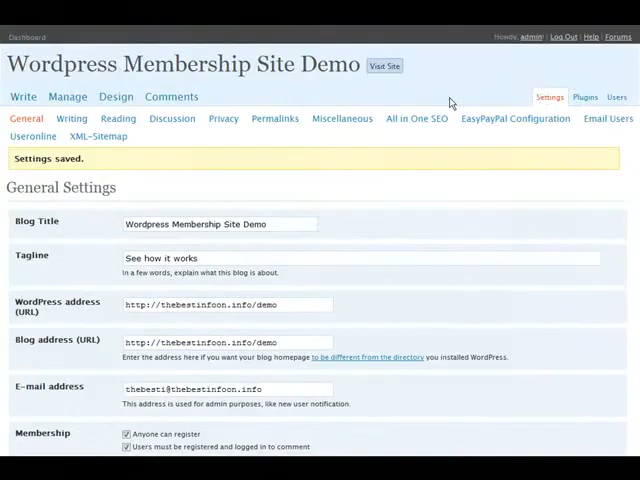 Dashboard
Howdy, admin! | Log Out | Help | Forums
Wordpress Membership Site Demo Visit Site
Write Manage Design Comments Settings Plugins Users
General Writing Reading Discussion Privacy Permalinks Miscellaneous All in One SEO EasyPayPal Configuration Email Users
Useronline XML-Sitemap
Settings saved.
General Settings
Blog Title Wordpress Membership Site Demo
Tagline See how it works
In a few words, explain what this blog is about.
WordPress address (URL) http://thebestinfoon.info/demo
Blog address (URL) http://thebestinfoon.info/demo
Enter the address here if you want your blog homepage to be different from the directory you installed WordPress.
E-mail address thebesti@thebestinfoon.info
This address is used for admin purposes, like new user notification.
Membership Anyone can register
Users must be registered and logged in to comment